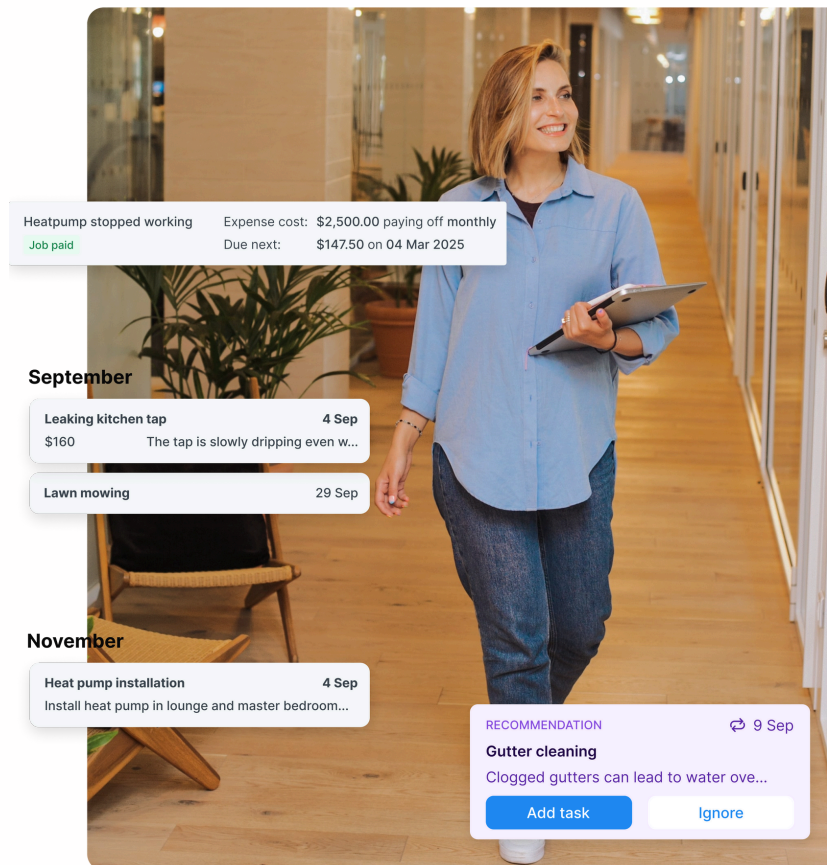 Heatpump stopped working
Expense cost: $2,500.00 paying off monthly
Job paid
Due next: $147.50 on 04 Mar 2025
September
Leaking kitchen tap 4 Sep
$160 The tap is slowly dripping even w...
Lawn mowing 29 Sep
November
Heat pump installation 4 Sep
Install heat pump in lounge and master bedroom...
RECOMMENDATION 9 Sep
Gutter cleaning
Clogged gutters can lead to water ove...
Add task Ignore